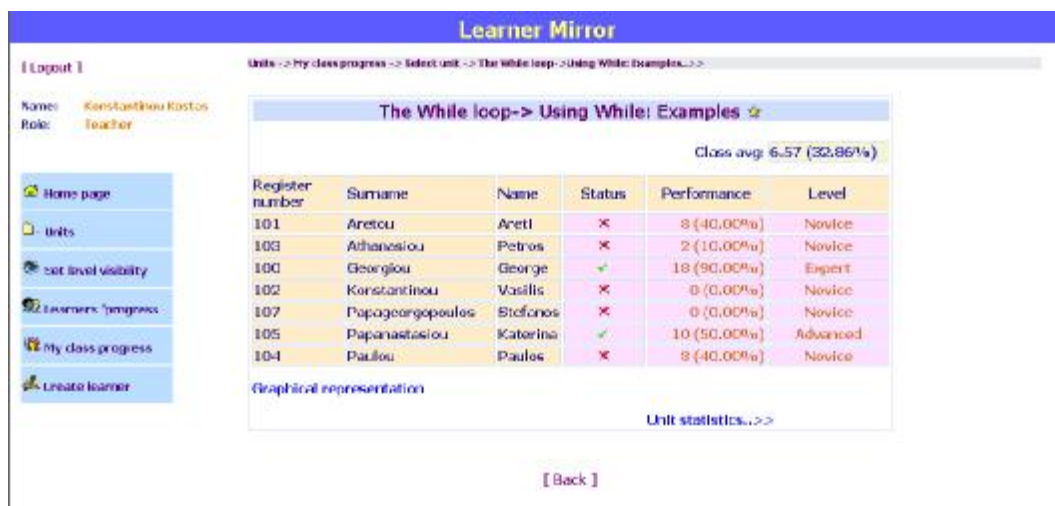 Learner Mirror
[ Logout ]
Units -> My class progress -> Select unit -> The While loop->Using While: Examples..>>
Name: Konstantinou Kostas
Role: Teacher
The While loop-> Using While: Examples
Class avg: 6.57 (32.86%)
Home page
Units
Set level visibility
Learners 'progress
My class progress
Create learner
Register number Surname Name Status Performance Level
101 Aretou Areti 8 (40.00%) Novice
103 Athanasiou Petros 2 (10.00%) Novice
100 Georgiou George 18 (90.00%) Expert
102 Konstantinou Vasilis 0 (0.00%) Novice
107 Papageorgopoulos Stefanos 0 (0.00%) Novice
105 Papanastasiou Katerina 10 (50.00%) Advanced
104 Paulou Paulos 8 (40.00%) Novice
Graphical representation
Unit statistics..>>
[ Back ]